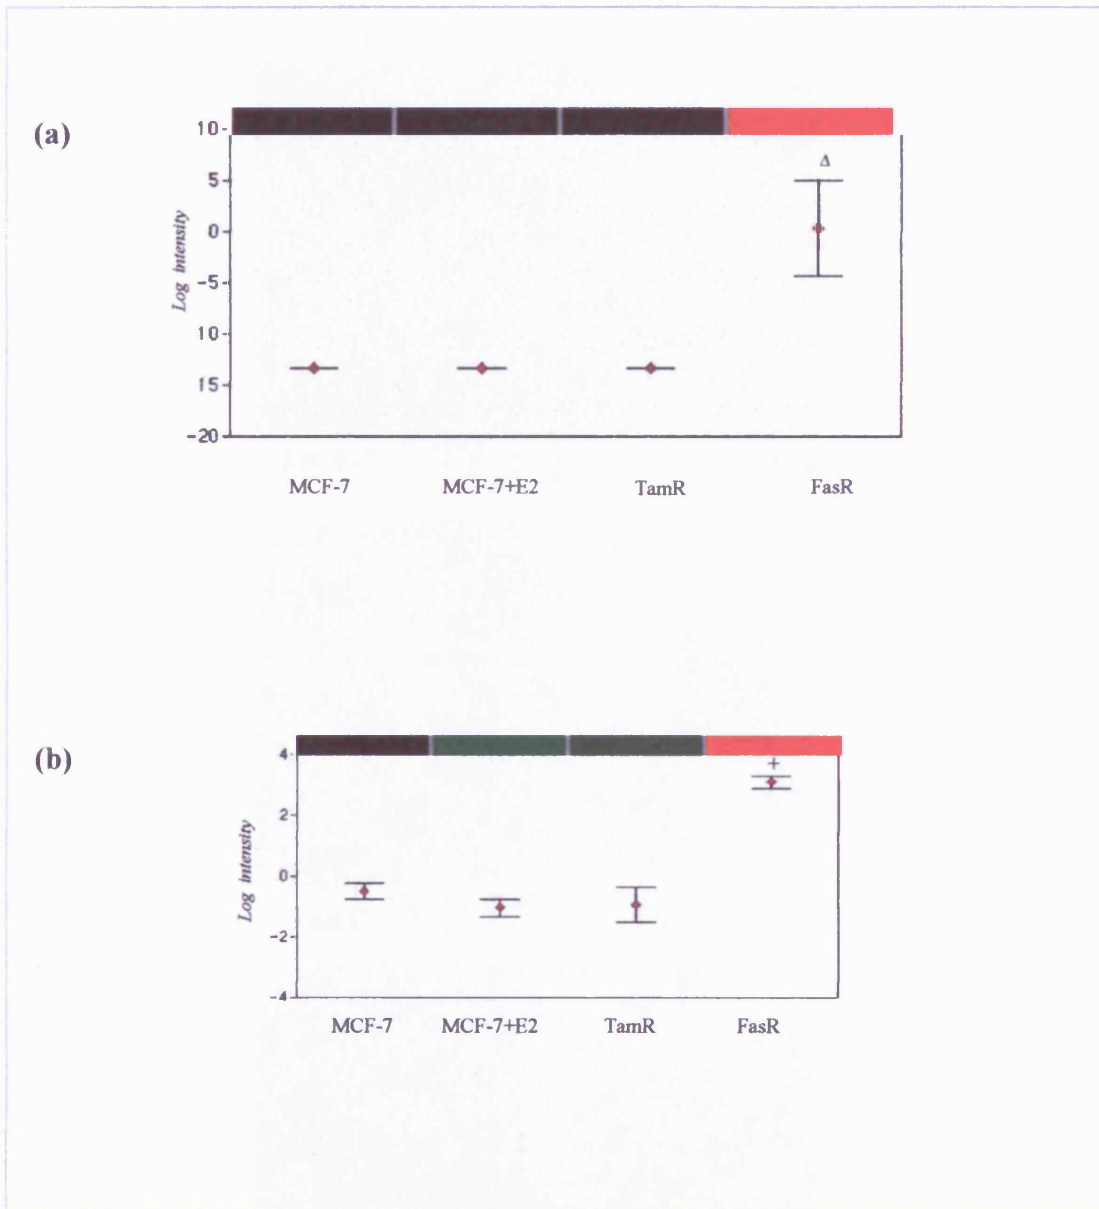 (a)
10-
5-
0-
-5-
10-
15-
-20-
Log intensity
Δ
MCF-7 MCF-7+E2 TamR FasR
(b)
4-
2-
0-
-2-
-4
Log intensity
+
MCF-7 MCF-7+E2 TamR FasR